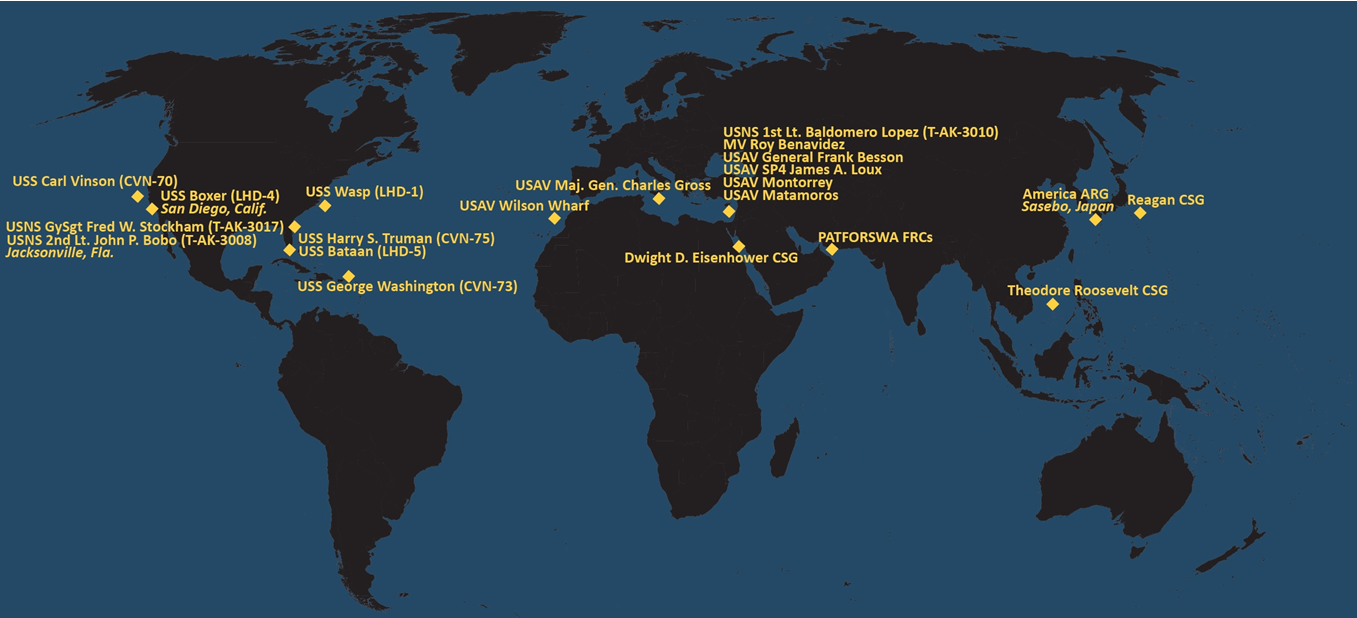 USS Carl Vinson (CVN-70)
USS Boxer (LHD-4)
San Diego, Calif.
USNS GySgt Fred W. Stockham (T-AK-3017)
USNS 2nd Lt. John P. Bobo (T-AK-3008)
Jacksonville, Fla.
USS Wasp (LHD-1)
USS Harry S. Truman (CVN-75)
USS Bataan (LHD-5)
USS George Washington (CVN-73)
USAV Wilson Wharf
USAV Maj. Gen. Charles Gross
USNS 1st Lt. Baldomero Lopez (T-AK-3010)
MV Roy Benavidez
USAV General Frank Besson
USAV SP4 James A. Loux
USAV Montorrey
USAV Matamoros
Dwight D. Eisenhower CSG
PATFORSWA FRCs
America ARG
Sasebo, Japan
Reagan CSG
Theodore Roosevelt CSG